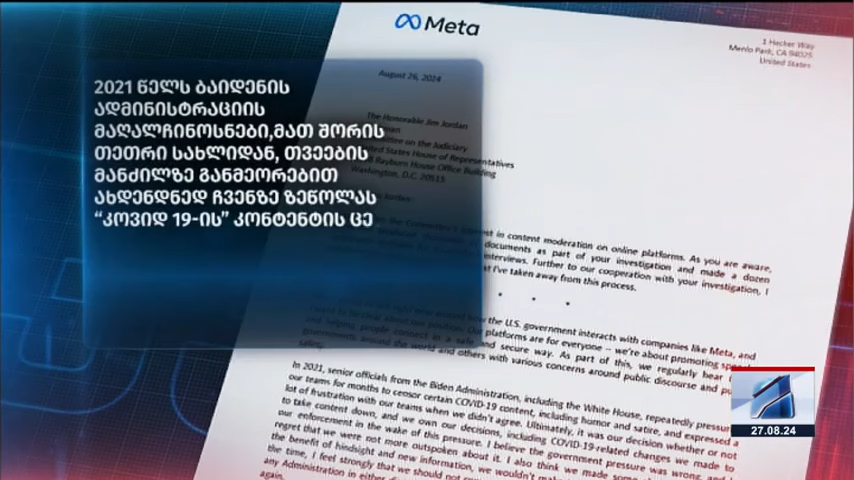 Meta
1 Hacker Way
Menlo Park, CA 94025
United States
August 26, 2024
The Honorable Jim Jordan
Committee on the Judiciary
House of Representatives
Rayburn House Office Building
Washington, D.C. 20515
2021 წელს ბაიდენის
ადმინისტრაციის
მაღალჩინოსნები,მათ შორის
თეთრი სახლიდან, თვეების
მანძილზე განმეორებით
ახდენდნედ ჩვენზე ზეწოლას
“კოვიდ 19-ის” კონტენტის ცე
in content moderation on online platforms. As you are aware,
documents as part of your investigation and made a dozen
interviews. Further to our cooperation with your investigation, I
I've taken away from this process.
* * *
the U.S. government interacts with companies like Meta, and
platforms are for everyone – we're about promoting
and helping people connect in a safe and secure way. As part of this, we regularly hear
governments around the world and others with various concerns around public discourse and
safety.
In 2021, senior officials from the Biden Administration, including the White House, repeatedly
our teams for months to censor certain COVID-19 content, including humor and satire, and expressed a
lot of frustration with our teams when we didn't agree. Ultimately, it was our decision whether or not
to take content down, and we own our decisions, including COVID-19-related changes we made to
our enforcement in the wake of this pressure. I believe the government pressure was wrong, and I
regret that we were not more outspoken about it. I also think we made some
the benefit of hindsight and new information, we wouldn't
the time, I feel strongly that we should not
any Administration in either
again.
27.08.24